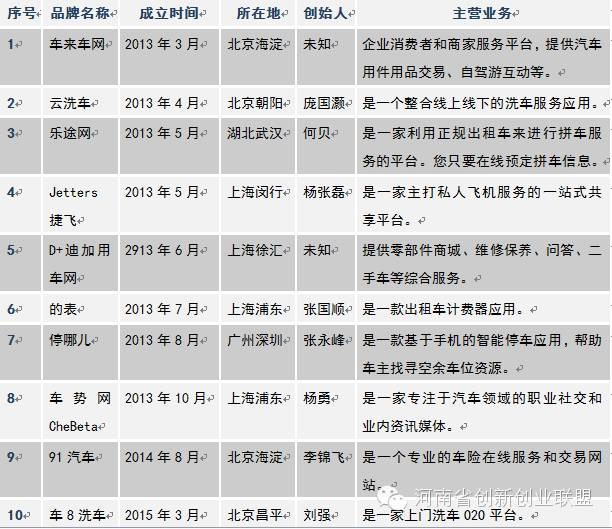 序号 品牌名称 成立时间 所在地 创始人 主营业务
1 车来车网 2013 年 3 月 北京海淀 未知 企业消费者和商家服务平台，提供汽车
用件用品交易、自驾游互动等。
2 云洗车 2013 年 4 月 北京朝阳 庞国灏 是一个整合线上线下的洗车服务应用。
3 乐途网 2013 年 5 月 湖北武汉 何贝 是一家利用正规出租车来进行拼车服
务的平台。您只要在线预定拼车信息。
4 Jetters 2013 年 5 月 上海闵行 杨张磊 是一家主打私人飞机服务的一站式共
捷飞 享平台。
5 D+迪加用 2913 年 6 月 上海徐汇 未知 提供零部件商城、维修保养、问答、二
车网 手车等综合服务。
6 的表 2013 年 7 月 上海浦东 张国顺 是一款出租车计费器应用。
7 停哪儿 2013 年 8 月 广州深圳 张永峰 是一款基于手机的智能停车应用，帮助
车主找寻空余车位资源。
8 车势网 2013 年 10 月 上海浦东 杨勇 是一家专注于汽车领域的职业社交和
CheBeta 业内资讯媒体。
9 91 汽车 2014 年 8 月 北京海淀 李锦飞 是一个专业的车险在线服务和交易网
站。
10 车 8 洗车 2015 年 3 月 北京昌平 刘强 是一家上门洗车 O2O 平台。
河南省创新创业联盟